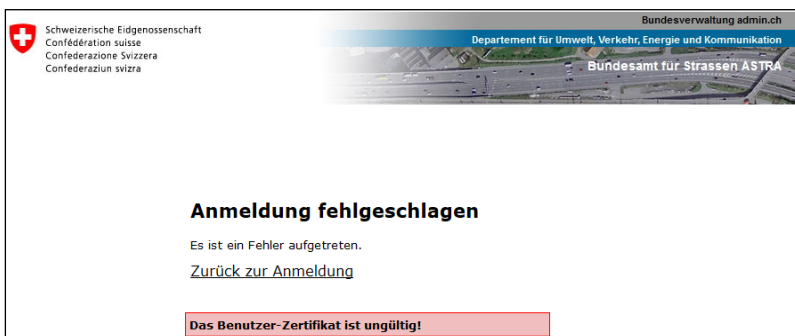 Schweizerische Eidgenossenschaft
Confédération suisse
Confederazione Svizzera
Confederaziun svizra
Bundesverwaltung admin.ch
Departement für Umwelt, Verkehr, Energie und Kommunikation
Bundesamt für Strassen ASTRA
Anmeldung fehlgeschlagen
Es ist ein Fehler aufgetreten.
Zurück zur Anmeldung
Das Benutzer-Zertifikat ist ungültig!